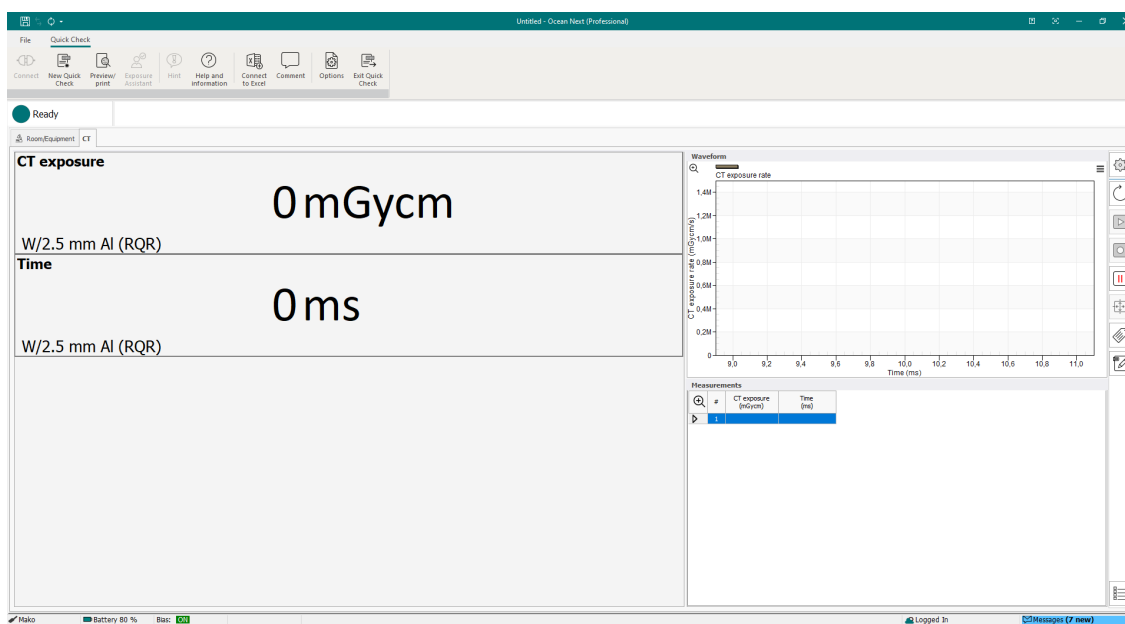 Untitled - Ocean Next (Professional)
File Quick Check
Connect New Quick Check Preview/ print Exposure Assistant Hint Help and information Connect to Excel Comment Options Exit Quick Check
Ready
Room/Equipment CT
CT exposure
0 mGycm
W/2.5 mm Al (RQR)
Time
0 ms
W/2.5 mm Al (RQR)
Waveform
CT exposure rate
1,4M
1,2M
1,0M
0,8M
0,6M
0,4M
0,2M
0
CT exposure rate (mGycm/s)
9,0 9,2 9,4 9,6 9,8 10,0 10,2 10,4 10,6 10,8 11,0
Time (ms)
Measurements
# CT exposure (mGycm) Time (ms)
1
Mako Battery 80 % Bias: ON Logged In Messages (7 new)